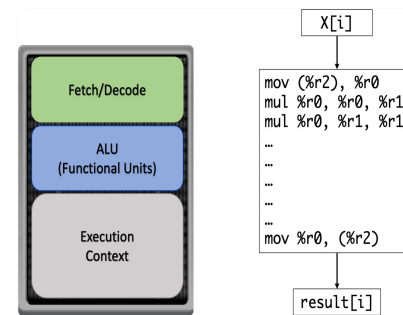 Fetch/Decode
ALU
(Functional Units)
Execution
Context
X[i]
mov (%r2), %r0
mul %r0, %r0, %r1
mul %r0, %r1, %r1
…
…
…
…
…
…
mov %r0, (%r2)
result[i]